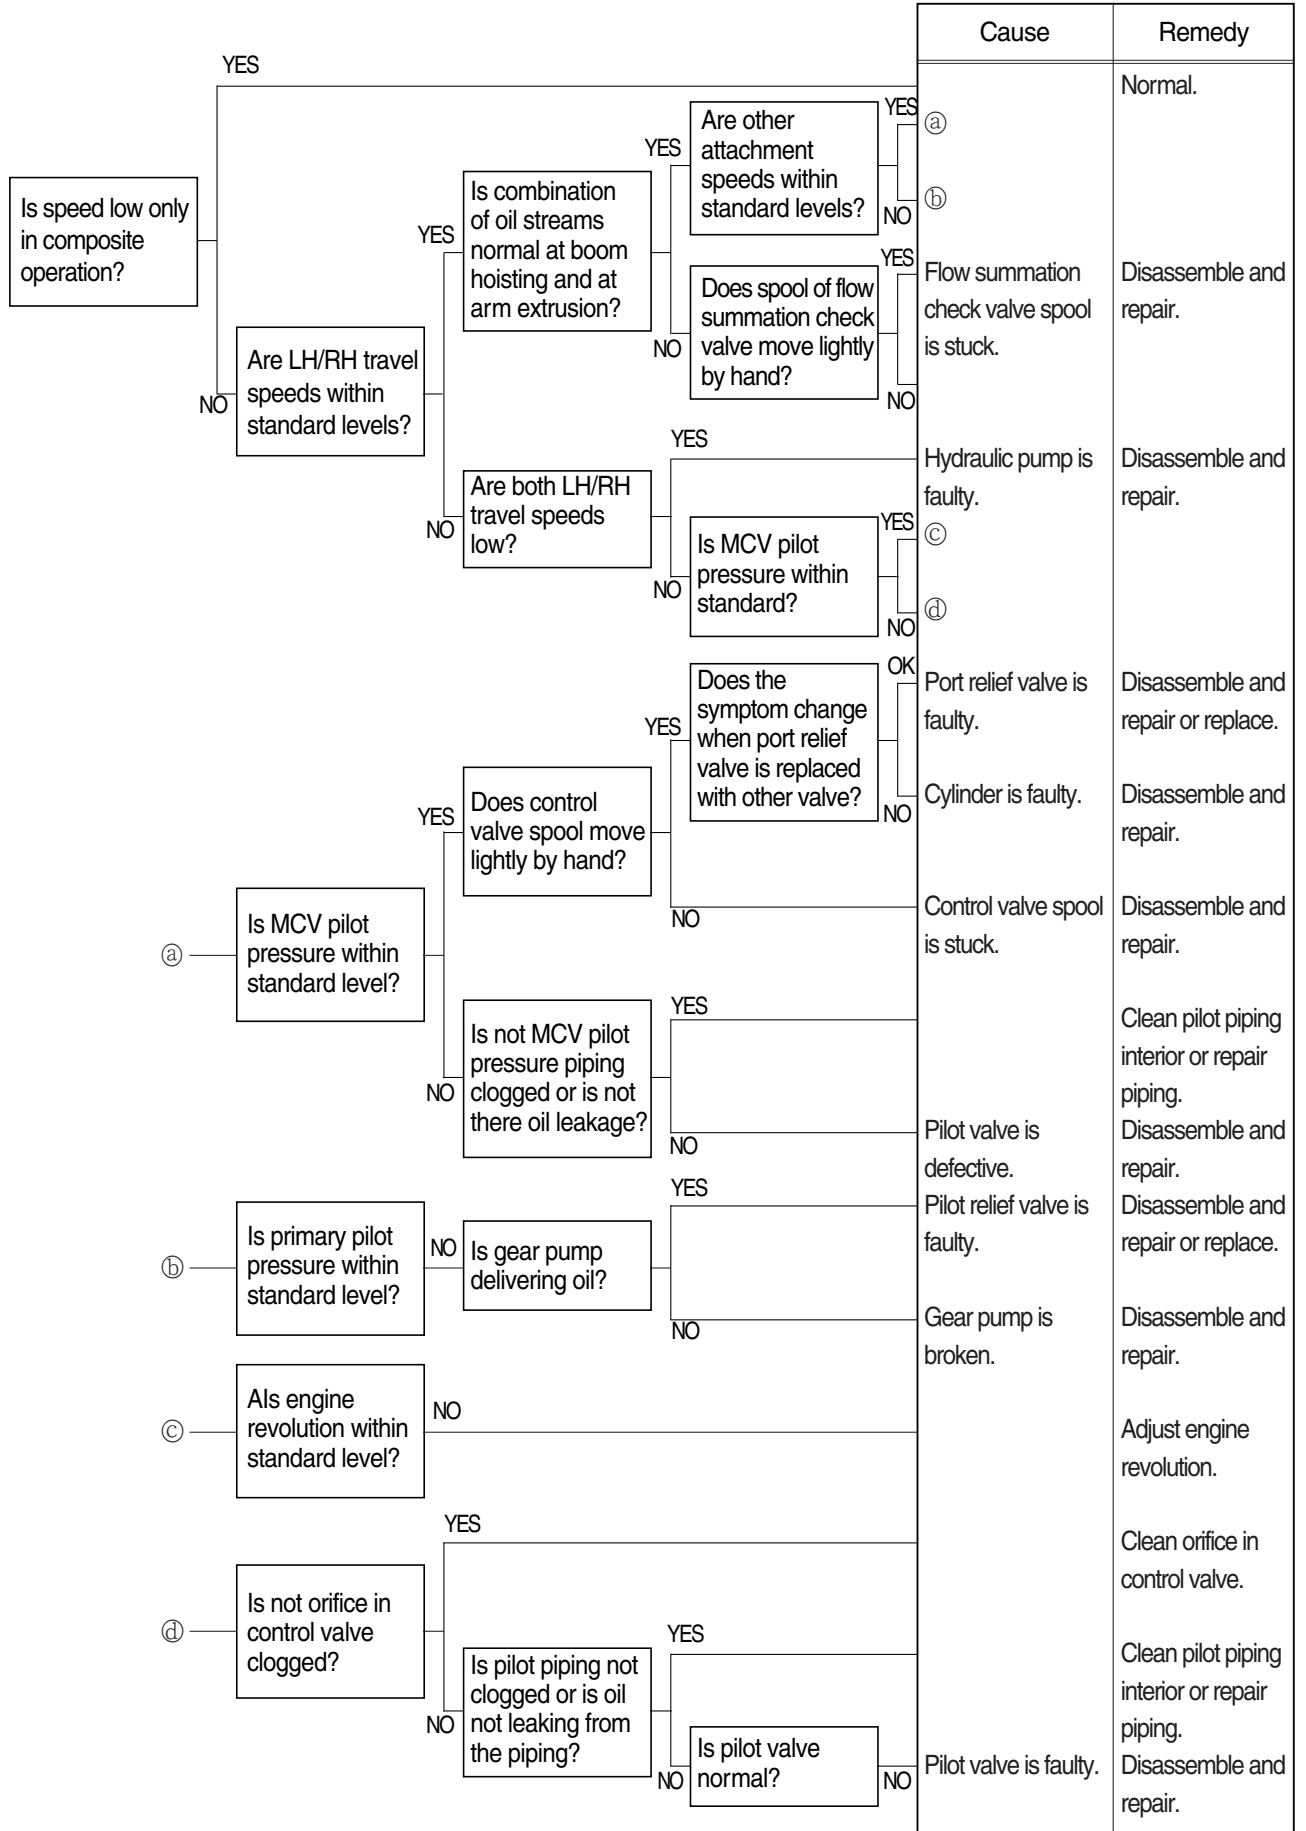 Cause
Remedy
YES
Normal.
Is speed low only
in composite
operation?
NO
Are LH/RH travel
speeds within
standard levels?
YES
Is combination
of oil streams
normal at boom
hoisting and at
arm extrusion?
YES
Are other
attachment
speeds within
standard levels?
YES
ⓐ
NO
ⓑ
NO
Does spool of flow
summation check
valve move lightly
by hand?
YES
Flow summation
check valve spool
is stuck.
Disassemble and
repair.
NO
NO
Are both LH/RH
travel speeds
low?
YES
Hydraulic pump is
faulty.
Disassemble and
repair.
NO
Is MCV pilot
pressure within
standard?
YES
ⓒ
NO
ⓓ
ⓐ
Is MCV pilot
pressure within
standard level?
YES
Does control
valve spool move
lightly by hand?
YES
Does the
symptom change
when port relief
valve is replaced
with other valve?
OK
Port relief valve is
faulty.
Disassemble and
repair or replace.
NO
Cylinder is faulty.
Disassemble and
repair.
NO
Control valve spool
is stuck.
Disassemble and
repair.
NO
Is not MCV pilot
pressure piping
clogged or is not
there oil leakage?
YES
Clean pilot piping
interior or repair
piping.
NO
Pilot valve is
defective.
Disassemble and
repair.
ⓑ
Is primary pilot
pressure within
standard level?
NO
Is gear pump
delivering oil?
YES
Pilot relief valve is
faulty.
Disassemble and
repair or replace.
NO
Gear pump is
broken.
Disassemble and
repair.
ⓒ
AIs engine
revolution within
standard level?
NO
Adjust engine
revolution.
ⓓ
Is not orifice in
control valve
clogged?
YES
Clean orifice in
control valve.
NO
Is pilot piping not
clogged or is oil
not leaking from
the piping?
YES
Clean pilot piping
interior or repair
piping.
NO
Is pilot valve
normal?
NO
Pilot valve is faulty.
Disassemble and
repair.